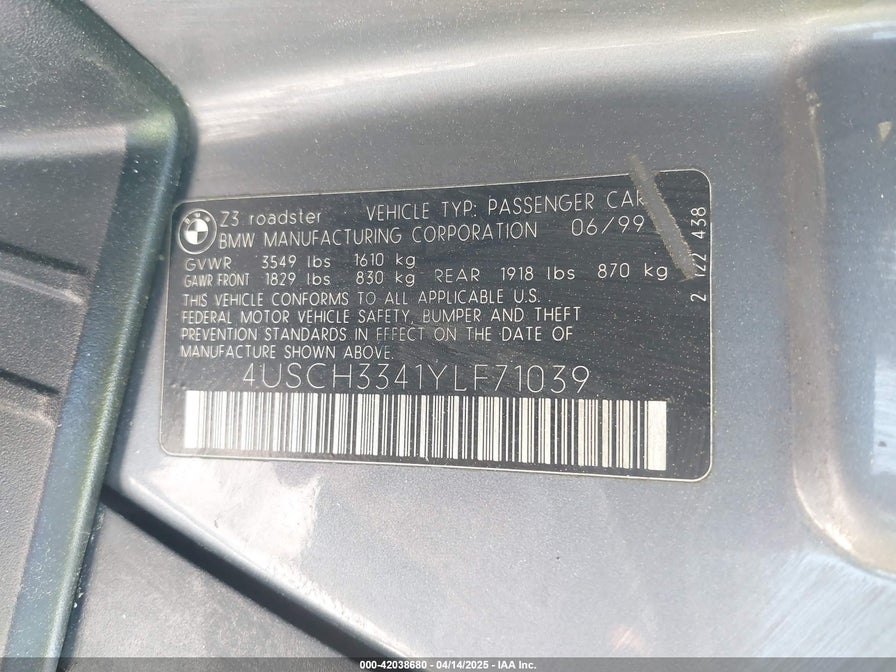 BMW
Z3 roadster VEHICLE TYP: PASSENGER CAR
BMW MANUFACTURING CORPORATION 06/99
GVWR 3549 lbs 1610 kg
GAWR FRONT 1829 lbs 830 kg REAR 1918 lbs 870 kg
THIS VEHICLE CONFORMS TO ALL APPLICABLE U.S.
FEDERAL MOTOR VEHICLE SAFETY, BUMPER AND THEFT
PREVENTION STANDARDS IN EFFECT ON THE DATE OF
MANUFACTURE SHOWN ABOVE.
4USCH3341YLF71039
438
000-42038680 - 04/14/2025 - IAA Inc.